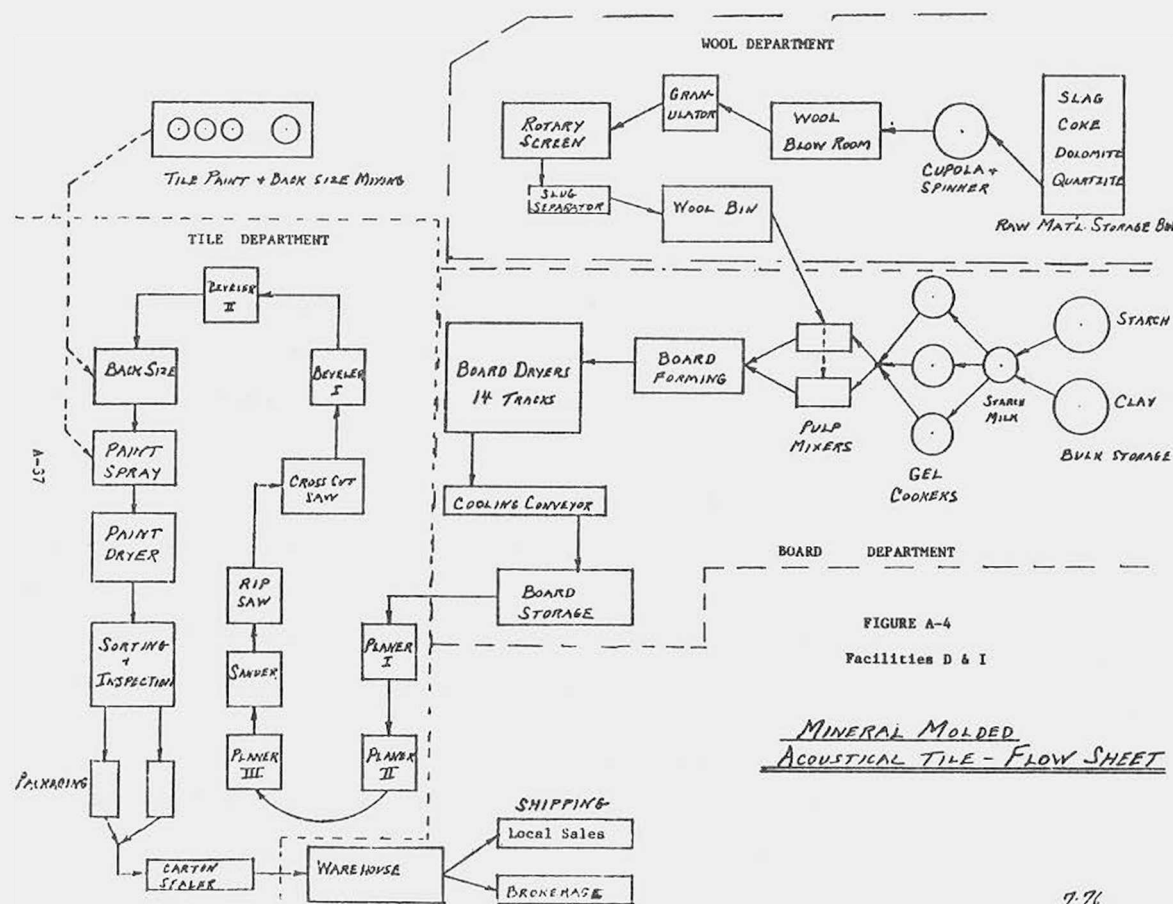 WOOL DEPARTMENT
SLAG
COKE
DOLOMITE
QUARTZITE
RAW MAT'L STORAGE
CUPOLA +
SPINNER
WOOL
BLOW ROOM
GRAN-
ULATOR
ROTARY
SCREEN
SLUG
SEPARATOR
WOOL BIN
TILE PAINT + BACK SIZE MIXING
TILE DEPARTMENT
BEVELER
II
BACK SIZE
BEVELER
I
PAINT
SPRAY
CROSS CUT
SAW
PAINT
DRYER
RIP
SAW
SORTING
+
INSPECTION
SANDER
PLANER
I
PLANER
III
PLANER
II
PACKAGING
CARTON
SEALER
WAREHOUSE
SHIPPING
Local Sales
BROKERAGE
BOARD DRYERS
14 TRACKS
BOARD
FORMING
PULP
MIXERS
GEL
COOKERS
STARCH
MILK
STARCH
CLAY
BULK STORAGE
COOLING CONVEYOR
BOARD
STORAGE
BOARD DEPARTMENT
FIGURE A-4
Facilities D & I
MINERAL MOLDED
ACOUSTICAL TILE - FLOW SHEET
7-76
A-37